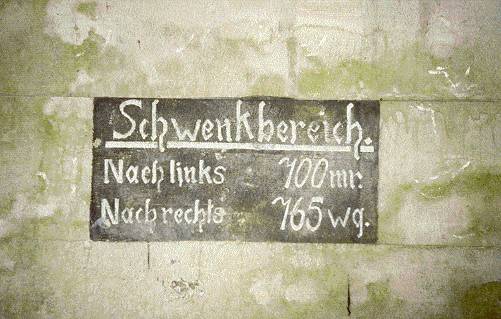 Schwenkbereich.
Nach links 700 mr.
Nach rechts 765 wg.